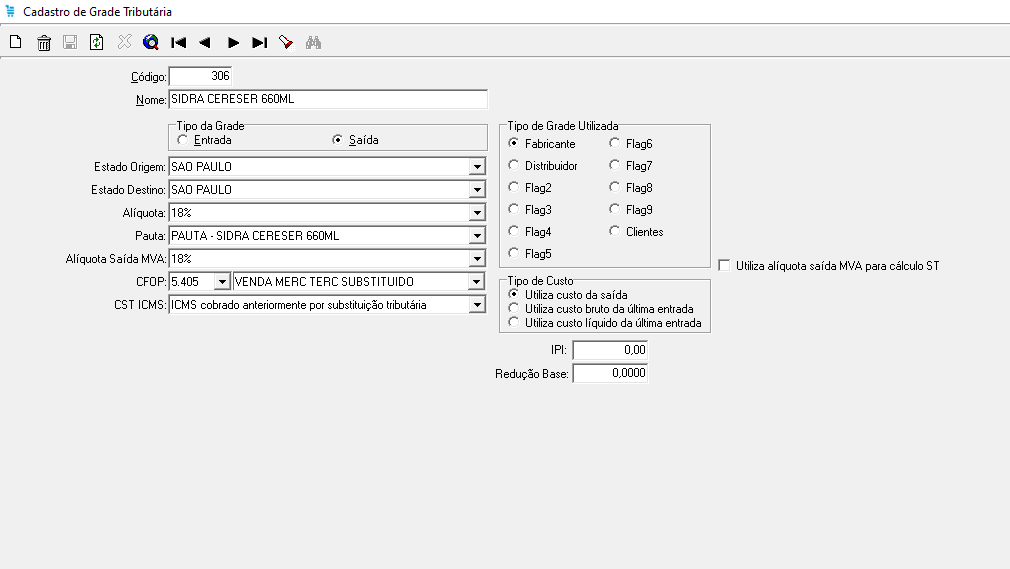 Cadastro de Grade Tributária
Código: 306
Nome: SIDRA CERESER 660ML
Tipo da Grade
Entrada Saída
Estado Origem: SAO PAULO
Estado Destino: SAO PAULO
Alíquota: 18%
Pauta: PAUTA - SIDRA CERESER 660ML
Alíquota Saída MVA: 18%
CFOP: 5.405 VENDA MERC TERC SUBSTITUIDO
CST ICMS: ICMS cobrado anteriormente por substituição tributária
Tipo de Grade Utilizada
Fabricante Flag6
Distribuidor Flag7
Flag2 Flag8
Flag3 Flag9
Flag4 Clientes
Flag5
Utiliza alíquota saída MVA para cálculo ST
Tipo de Custo
Utiliza custo da saída
Utiliza custo bruto da última entrada
Utiliza custo líquido da última entrada
IPI: 0,00
Redução Base: 0,0000